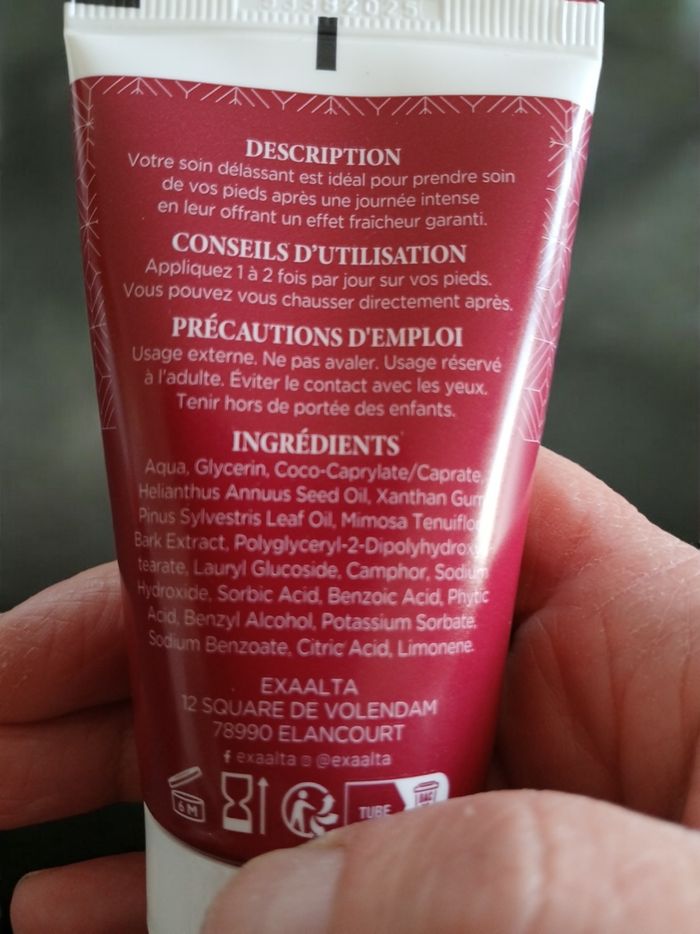 DESCRIPTION
Votre soin délassant est idéal pour prendre soin
de vos pieds après une journée intense
en leur offrant un effet fraîcheur garanti.
CONSEILS D'UTILISATION
Appliquez 1 à 2 fois par jour sur vos pieds.
Vous pouvez vous chausser directement après.
PRÉCAUTIONS D'EMPLOI
Usage externe. Ne pas avaler. Usage réservé
à l'adulte. Éviter le contact avec les yeux.
Tenir hors de portée des enfants.
INGRÉDIENTS
Aqua, Glycerin, Coco-Caprylate/Caprate,
Helianthus Annuus Seed Oil, Xanthan Gum
Pinus Sylvestris Leaf Oil, Mimosa Tenuiflo
Bark Extract, Polyglyceryl-2-Dipolyhydroxy
tearate, Lauryl Glucoside, Camphor, Sodium
Hydroxide, Sorbic Acid, Benzoic Acid, Phytic
Acid, Benzyl Alcohol, Potassium Sorbate,
Sodium Benzoate, Citric Acid, Limonene.
EXAALTA
12 SQUARE DE VOLENDAM
78990 ELANCOURT
f exaalta @exaalta
6 M
TUBE
BAC